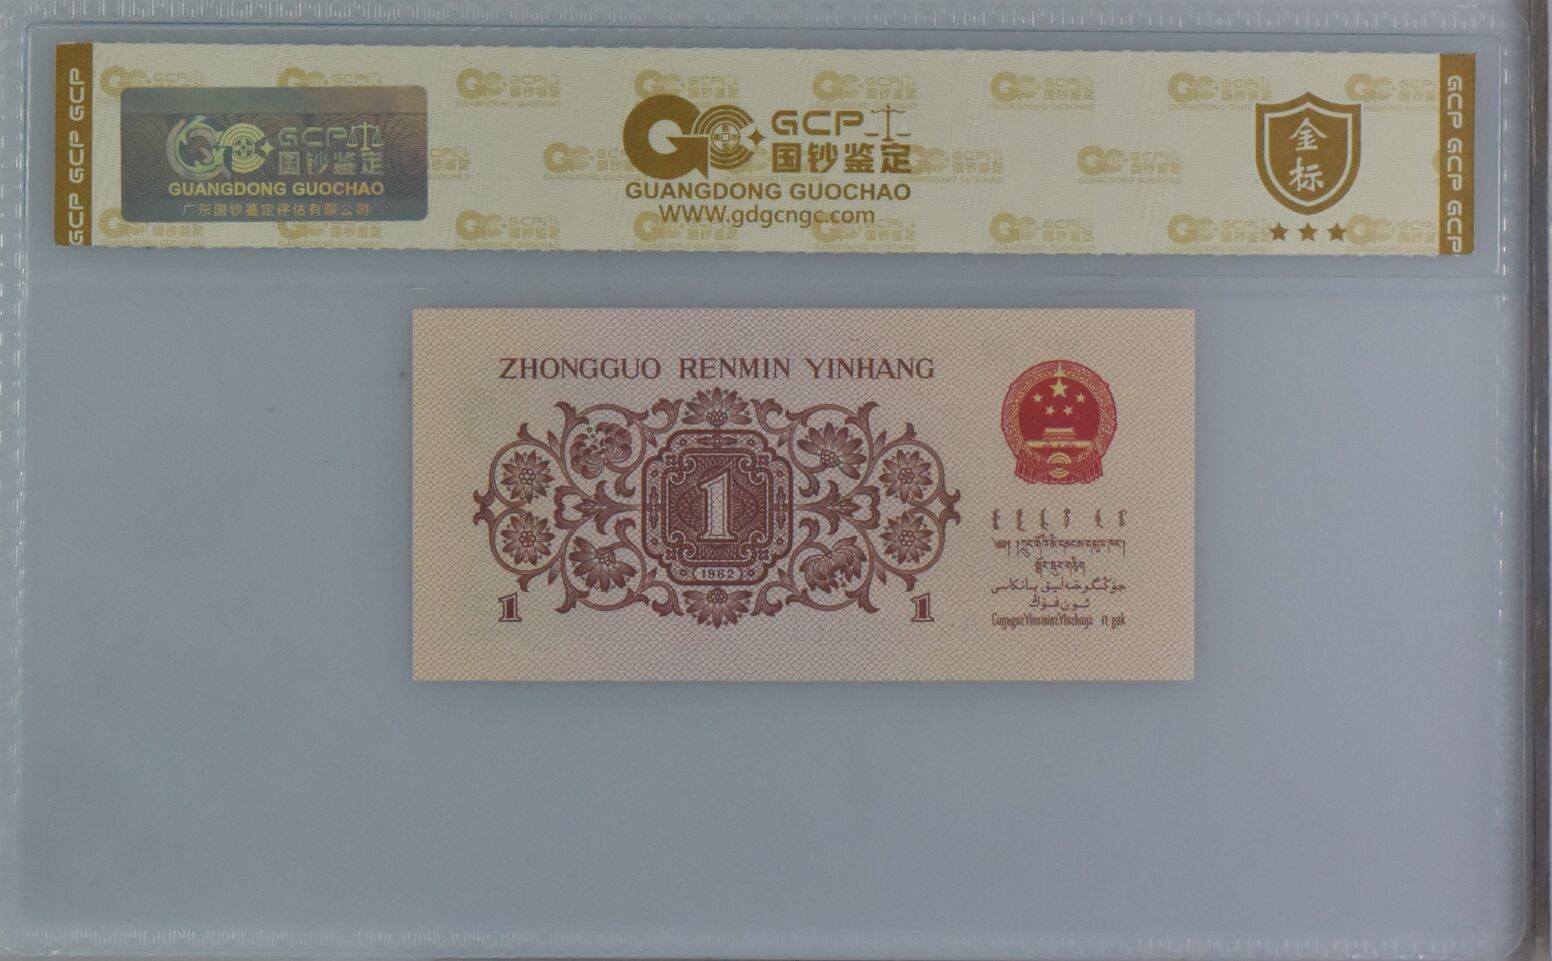 GCP GCP GCP
GCP
国钞鉴定
GUANGDONG GUOCHAO
广东国钞鉴定评估有限公司
GCP
国钞鉴定
GUANGDONG GUOCHAO
WWW.gdgcngc.com
金标
GCP GCP GCP
ZHONGGUO RENMIN YINHANG
1
1962
1 1